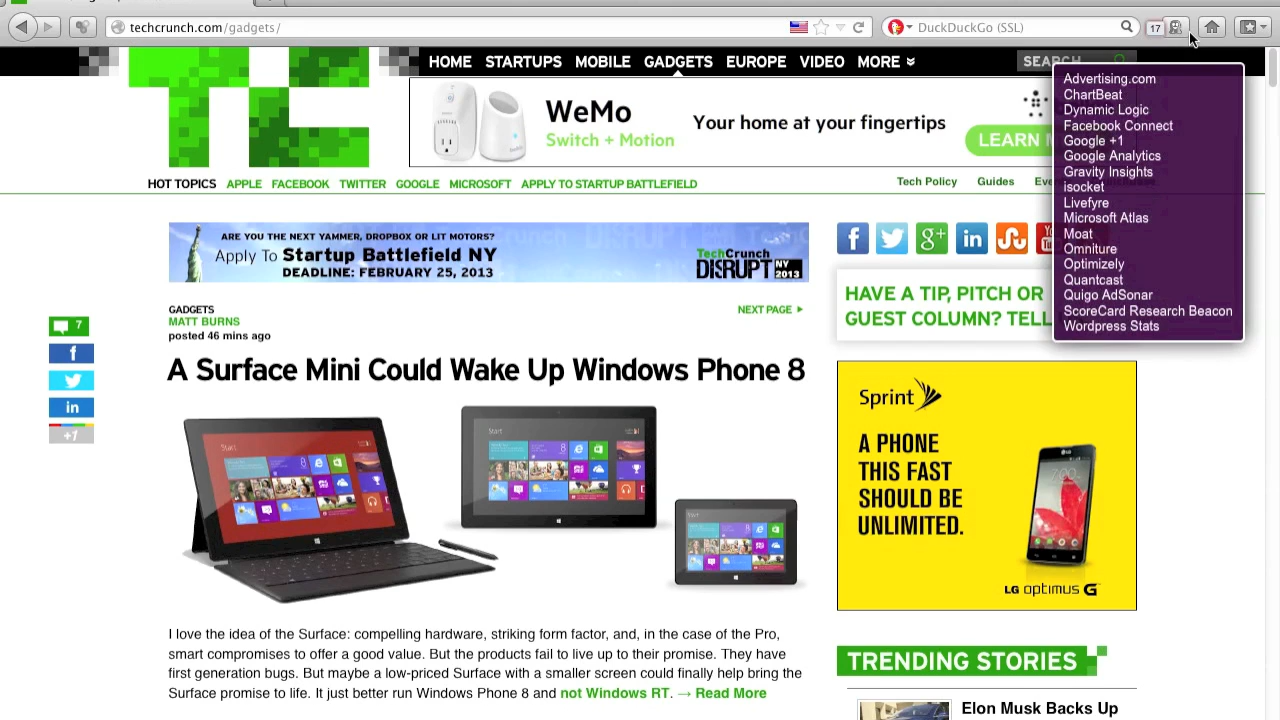 techcrunch.com/gadgets/
DuckDuckGo (SSL)
17
TC
HOME STARTUPS MOBILE GADGETS EUROPE VIDEO MORE
SEARCH
WeMo
Switch + Motion
Your home at your fingertips
LEARN
HOT TOPICS APPLE FACEBOOK TWITTER GOOGLE MICROSOFT APPLY TO STARTUP BATTLEFIELD
Tech Policy Guides
Advertising.com
ChartBeat
Dynamic Logic
Facebook Connect
Google +1
Google Analytics
Gravity Insights
isocket
Livefyre
Microsoft Atlas
Moat
Omniture
Optimizely
Quantcast
Quigo AdSonar
ScoreCard Research Beacon
Wordpress Stats
ARE YOU THE NEXT YAMMER, DROPBOX OR LIT MOTORS?
Apply To Startup Battlefield NY
DEADLINE: FEBRUARY 25, 2013
TechCrunch
DISRUPT NY 2013
GADGETS
MATT BURNS
posted 46 mins ago
NEXT PAGE
7
f
in
+1
A Surface Mini Could Wake Up Windows Phone 8
Start
Start
Start
I love the idea of the Surface: compelling hardware, striking form factor, and, in the case of the Pro,
smart compromises to offer a good value. But the products fail to live up to their promise. They have
first generation bugs. But maybe a low-priced Surface with a smaller screen could finally help bring the
Surface promise to life. It just better run Windows Phone 8 and not Windows RT. → Read More
f g+ in
HAVE A TIP, PITCH OR
GUEST COLUMN? TELL
Sprint
A PHONE
THIS FAST
SHOULD BE
UNLIMITED.
LG optimus G
TRENDING STORIES
Elon Musk Backs Up